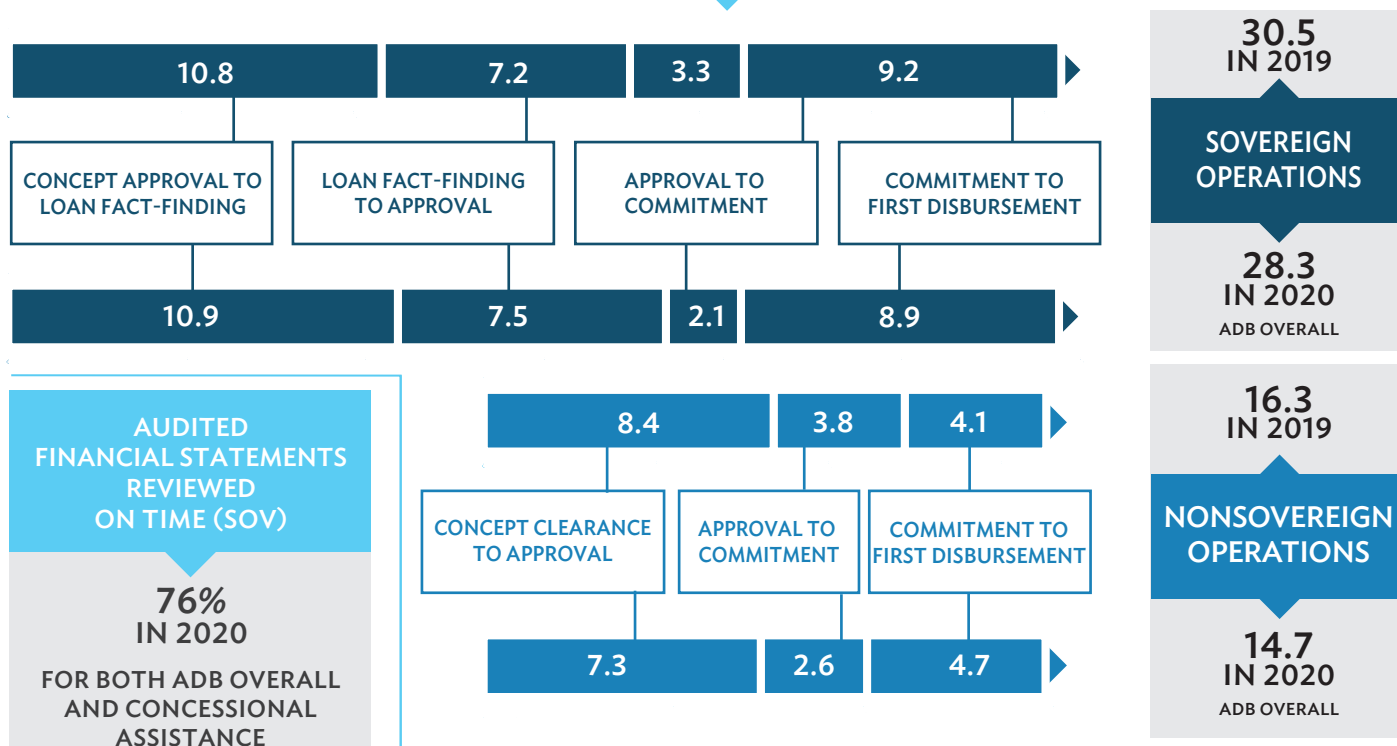 10.8 7.2 3.3 9.2
CONCEPT APPROVAL TO
LOAN FACT-FINDING
LOAN FACT-FINDING
TO APPROVAL
APPROVAL TO
COMMITMENT
COMMITMENT TO
FIRST DISBURSEMENT
10.9 7.5 2.1 8.9
30.5
IN 2019
SOVEREIGN
OPERATIONS
28.3
IN 2020
ADB OVERALL
AUDITED
FINANCIAL STATEMENTS
REVIEWED
ON TIME (SOV)
76%
IN 2020
FOR BOTH ADB OVERALL
AND CONCESSIONAL
ASSISTANCE
8.4 3.8 4.1
CONCEPT CLEARANCE
TO APPROVAL
APPROVAL TO
COMMITMENT
COMMITMENT TO
FIRST DISBURSEMENT
7.3 2.6 4.7
16.3
IN 2019
NONSOVEREIGN
OPERATIONS
14.7
IN 2020
ADB OVERALL